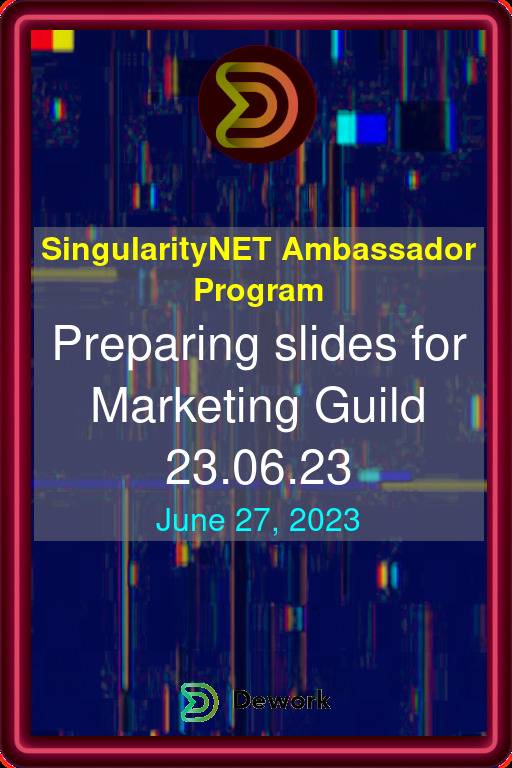 SingularityNET Ambassador
Program
Preparing slides for
Marketing Guild
23.06.23
June 27, 2023
Dework